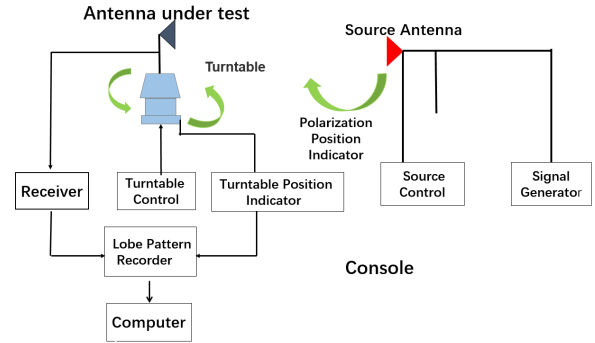 Antenna under test
Source Antenna
Turntable
Polarization
Position
Indicator
Receiver
Turntable
Control
Turntable Position
Indicator
Source
Control
Signal
Generator
Lobe Pattern
Recorder
Console
Computer